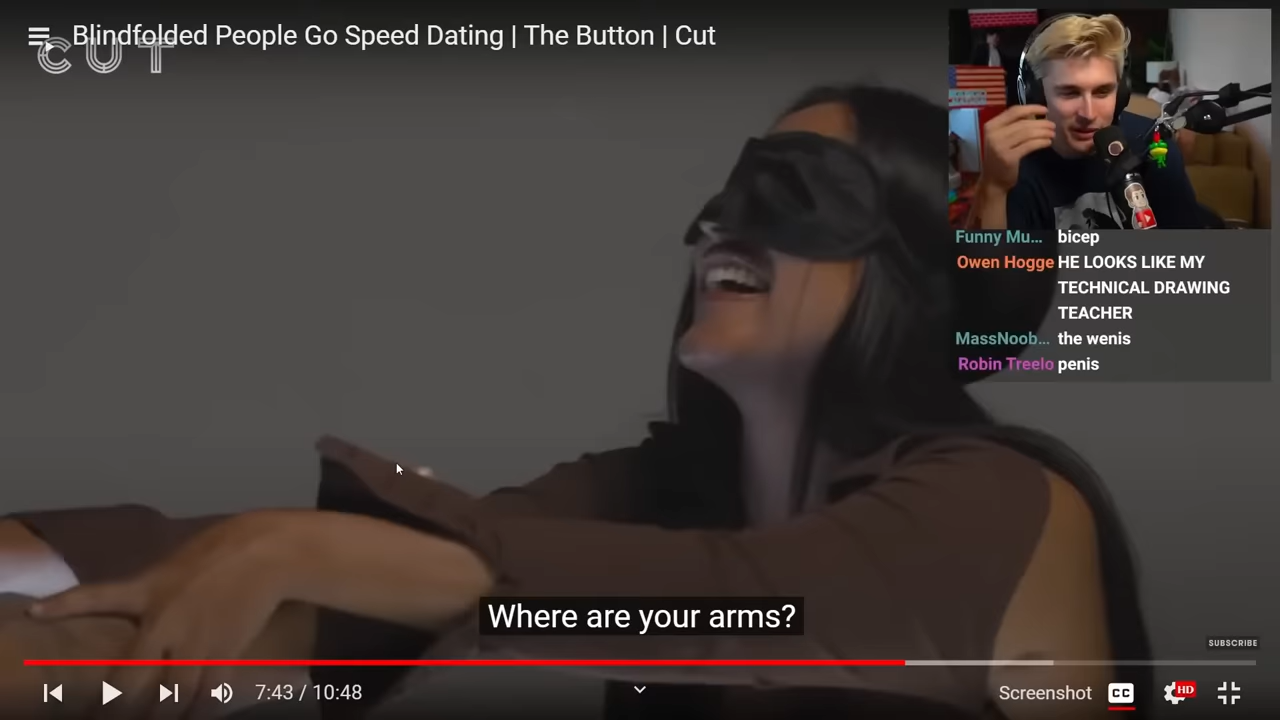 Blindfolded People Go Speed Dating | The Button | Cut
CUT
Funny Mu... bicep
Owen Hogge HE LOOKS LIKE MY
TECHNICAL DRAWING
TEACHER
MassNoob... the wenis
Robin Treelo penis
Where are your arms?
SUBSCRIBE
7:43 / 10:48
Screenshot
CC
HD